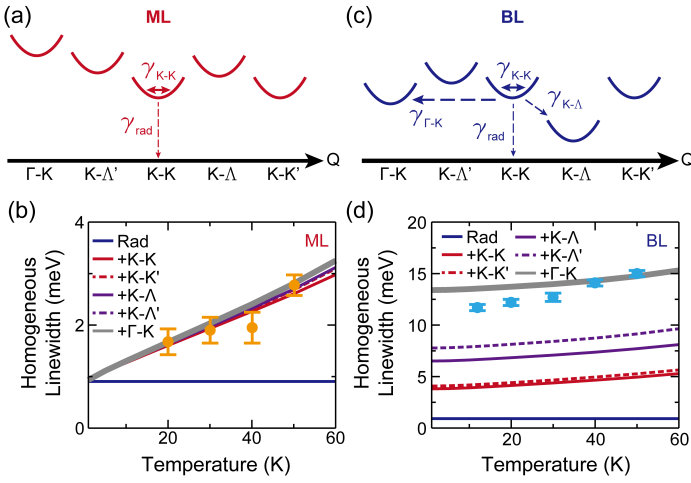 (a)
ML
γK-K
γrad
Q
Γ-K
K-Λ'
K-K
K-Λ
K-K'
(c)
BL
γK-K
γK-Λ
γΓ-K
γrad
Q
Γ-K
K-Λ'
K-K
K-Λ
K-K'
(b)
Homogeneous
Linewidth (meV)
4
2
0
Rad
+K-K
+K-K'
+K-Λ
+K-Λ'
+Γ-K
ML
20
40
60
Temperature (K)
(d)
Homogeneous
Linewidth (meV)
20
15
10
5
0
Rad
+K-K
+K-K'
+K-Λ
+K-Λ'
+Γ-K
BL
0
20
40
60
Temperature (K)